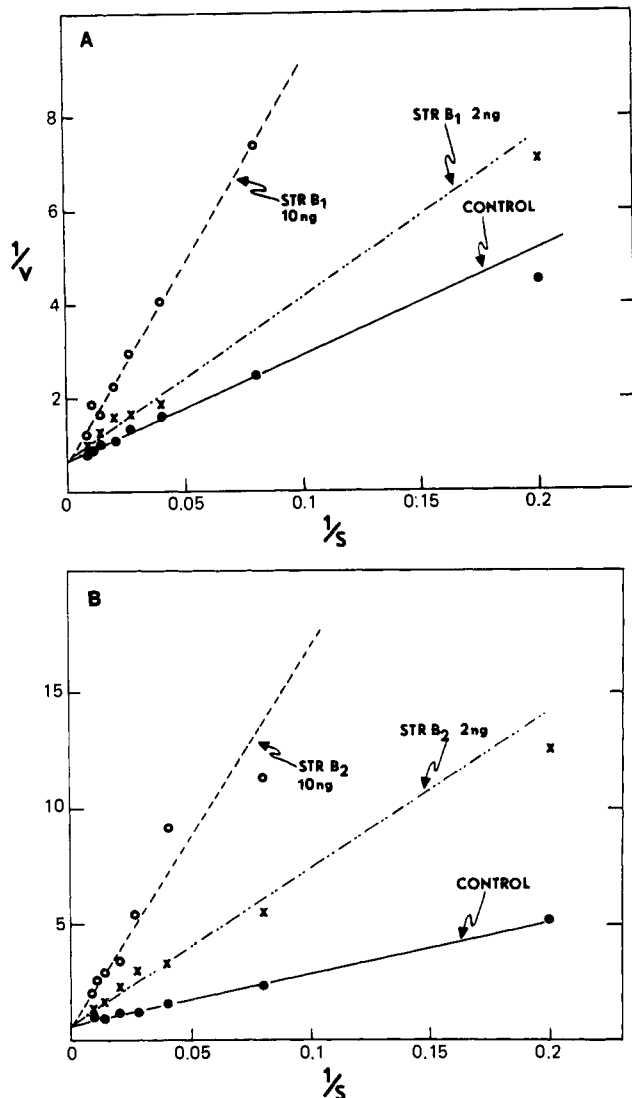 A
8
6
4
2
1/v
STR B1
10ng
STR B1 2ng
CONTROL
0
0.05
0.1
0.15
0.2
1/s
B
15
10
5
STR B2
10ng
STR B2 2ng
CONTROL
0
0.05
0.1
0.15
0.2
1/s